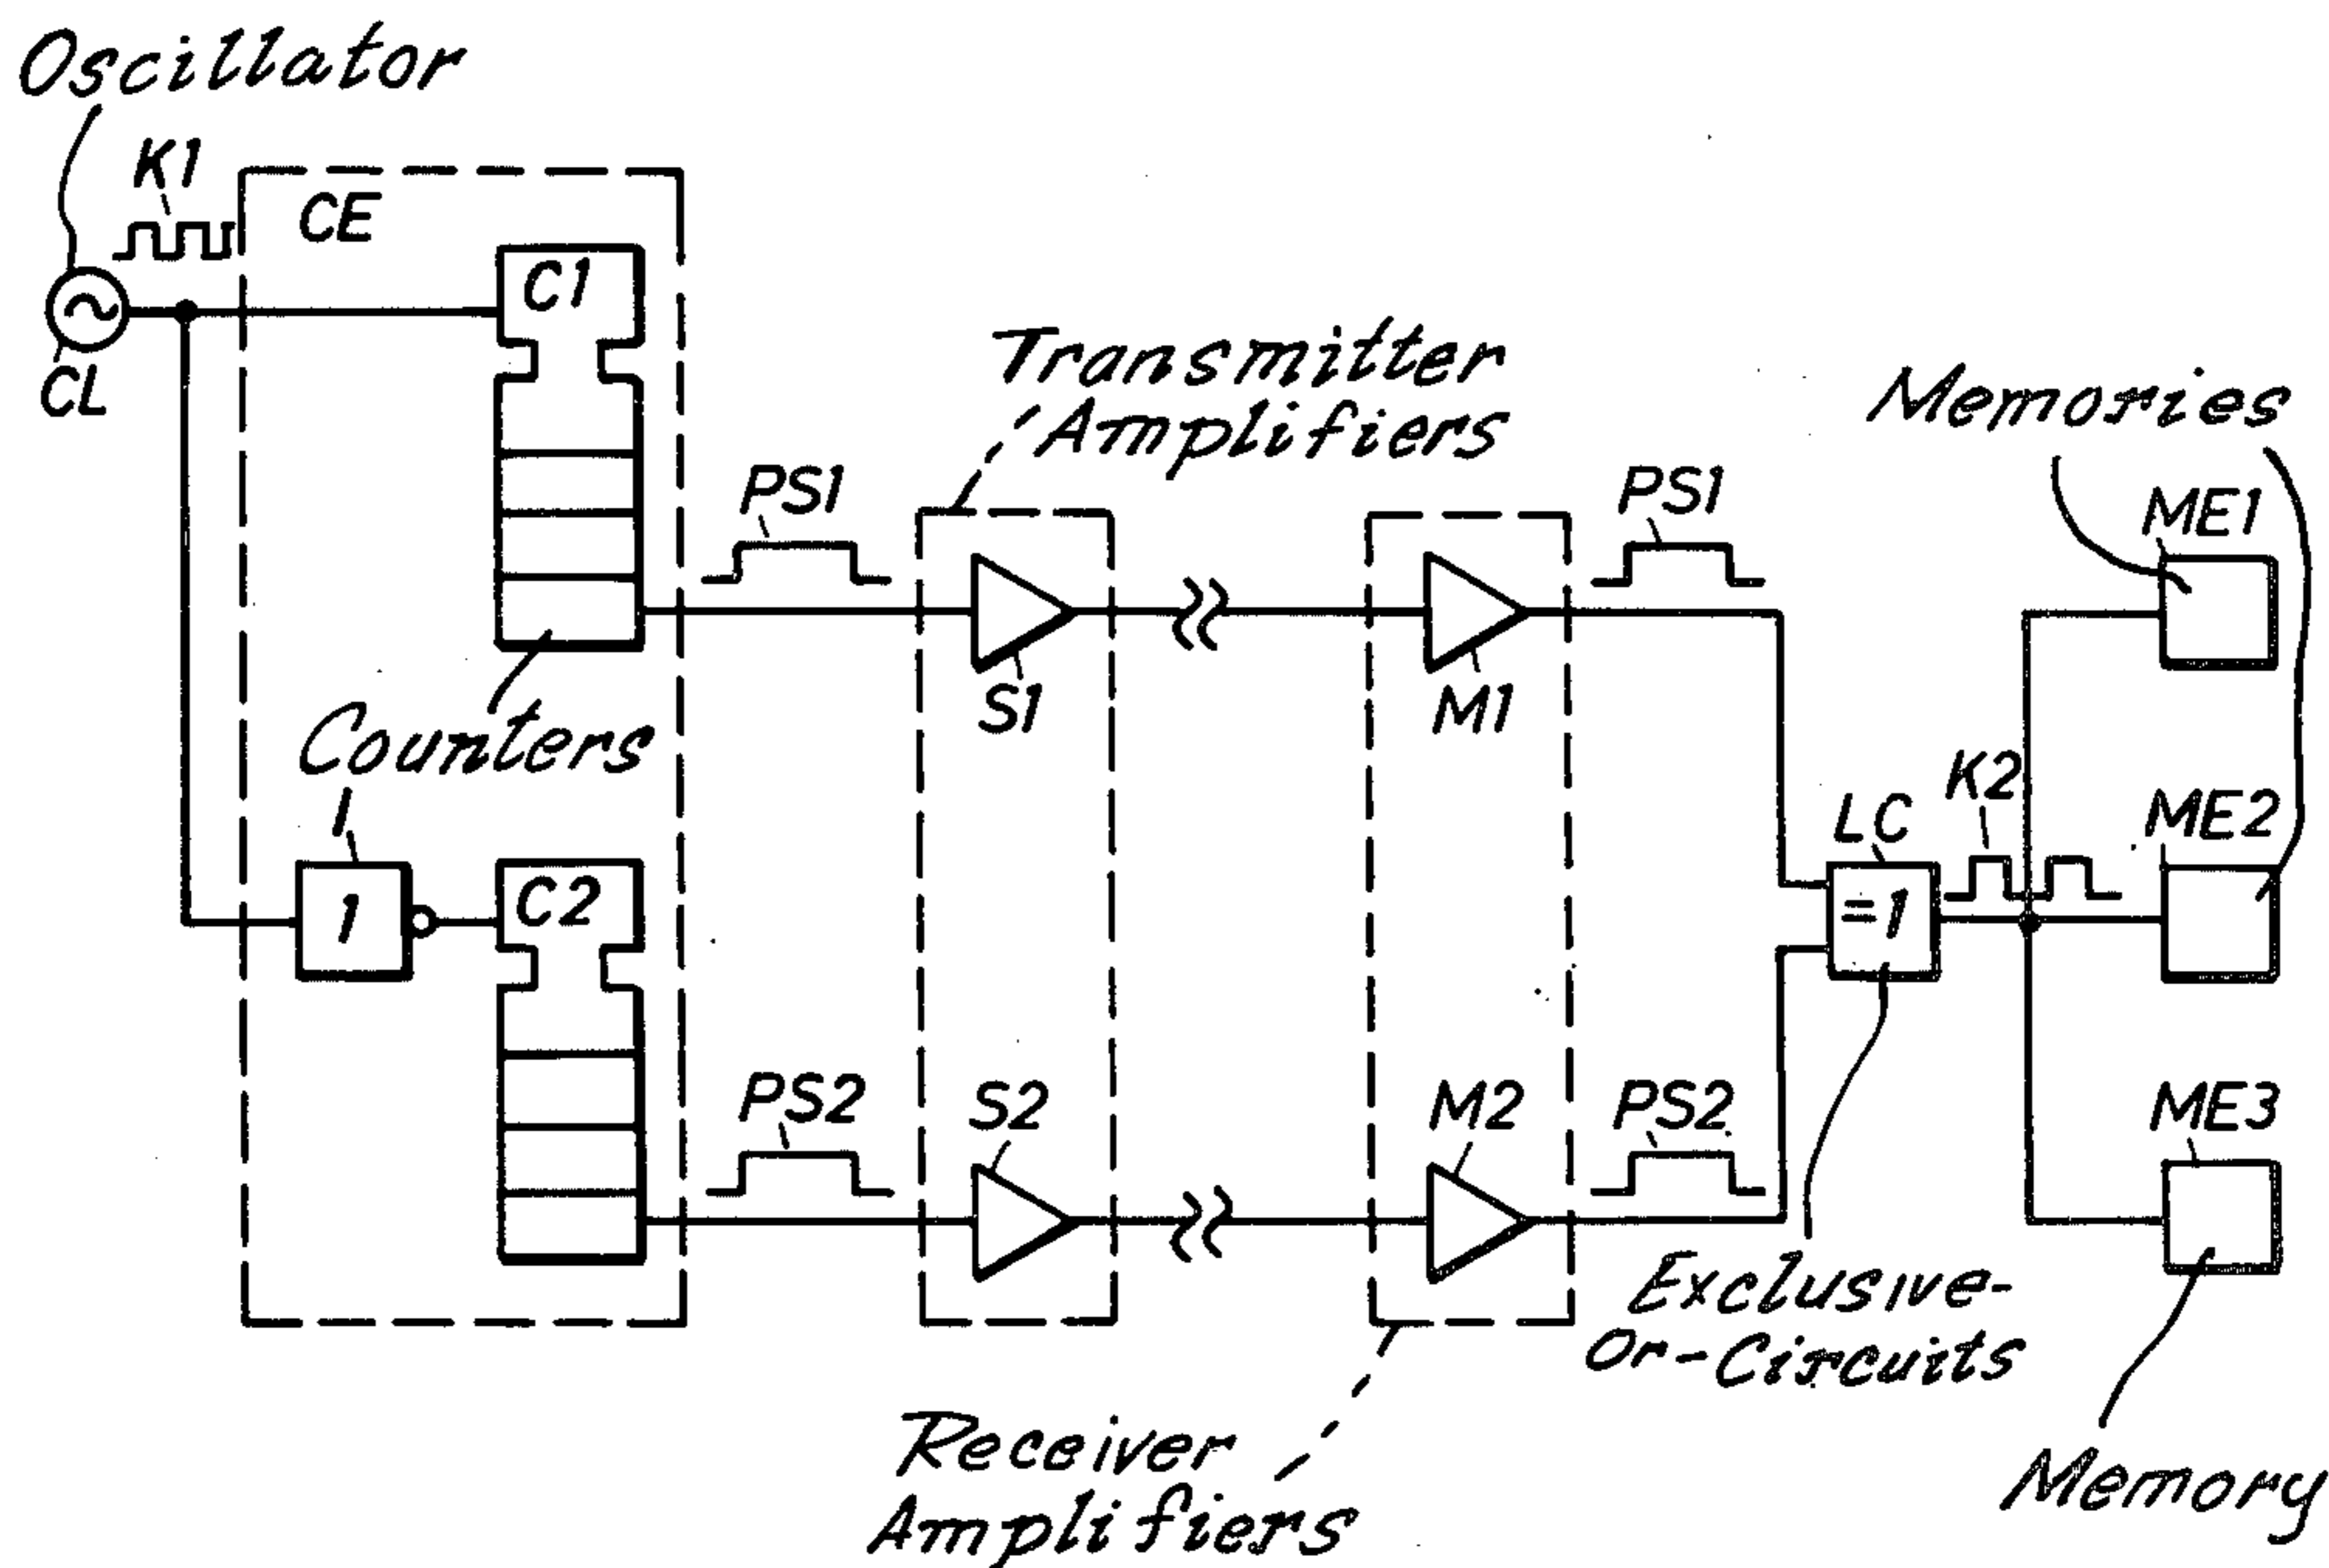 Oscillator
K1
CE
C1
CL
Transmitter
Amplifiers
Memories
PS1
PS1
ME1
S1
M1
Counters
K2
LC
ME2
I
1
C2
=1
PS2
S2
M2
PS2
ME3
Exclusive-
Or-Circuits
Receiver
Amplifiers
Memory